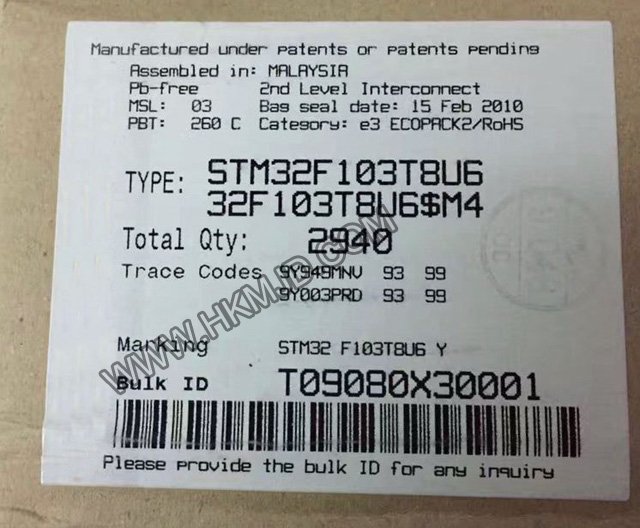 Manufactured under patents or patents pending
Assembled in: MALAYSIA
Pb-free 2nd Level Interconnect
MSL: 03 Bag seal date: 15 Feb 2010
PBT: 260 C Category: e3 ECOPACK2/RoHS
TYPE: STM32F103T8U6
32F103T8U6$M4
Total Qty: 2940
Trace Codes 9Y949MNV 93 99
9Y003PRD 93 99
Marking STM32 F103T8U6 Y
Bulk ID T09080X30001
Please provide the bulk ID for any inquiry
WWW.HKMJD.COM